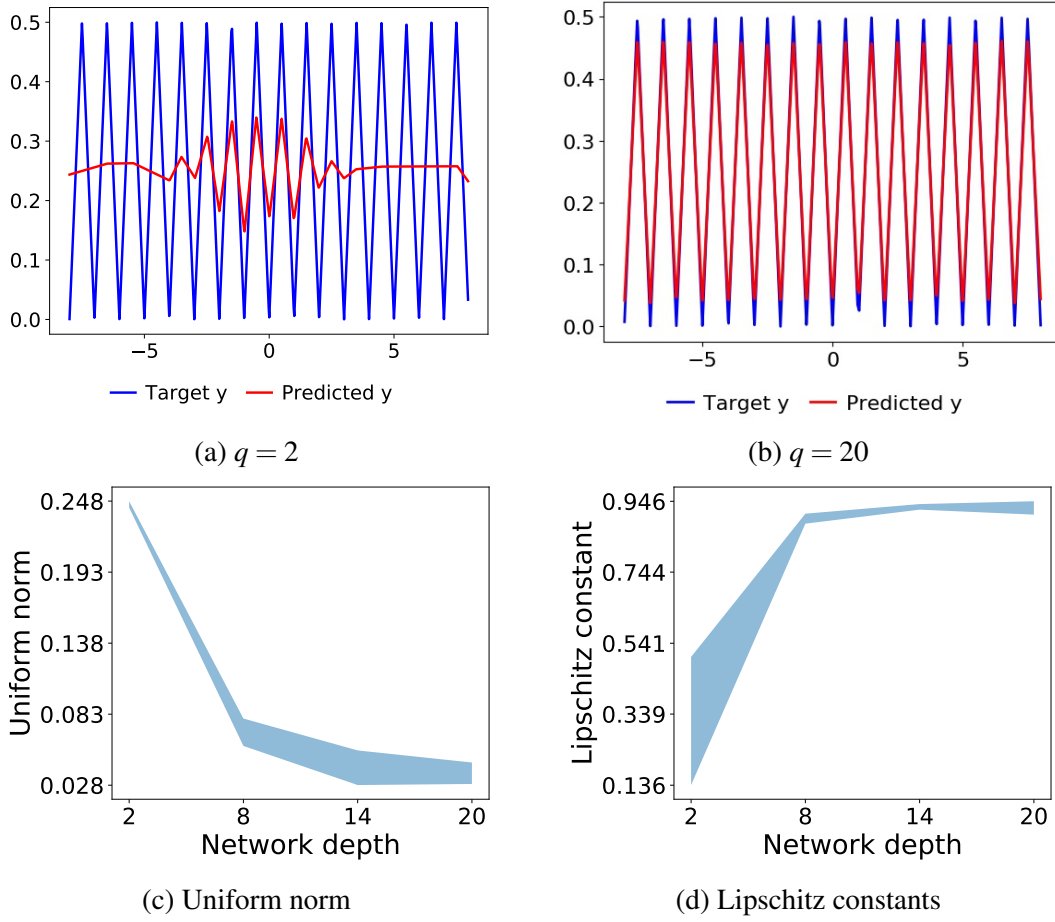 0.5
0.4
0.3
0.2
0.1
0.0
−5 0 5
Target y Predicted y
(a) q = 2
0.5
0.4
0.3
0.2
0.1
0.0
−5 0 5
Target y Predicted y
(b) q = 20
Uniform norm
0.248
0.193
0.138
0.083
0.028
2 8 14 20
Network depth
(c) Uniform norm
Lipschitz constant
0.946
0.744
0.541
0.339
0.136
2 8 14 20
Network depth
(d) Lipschitz constants